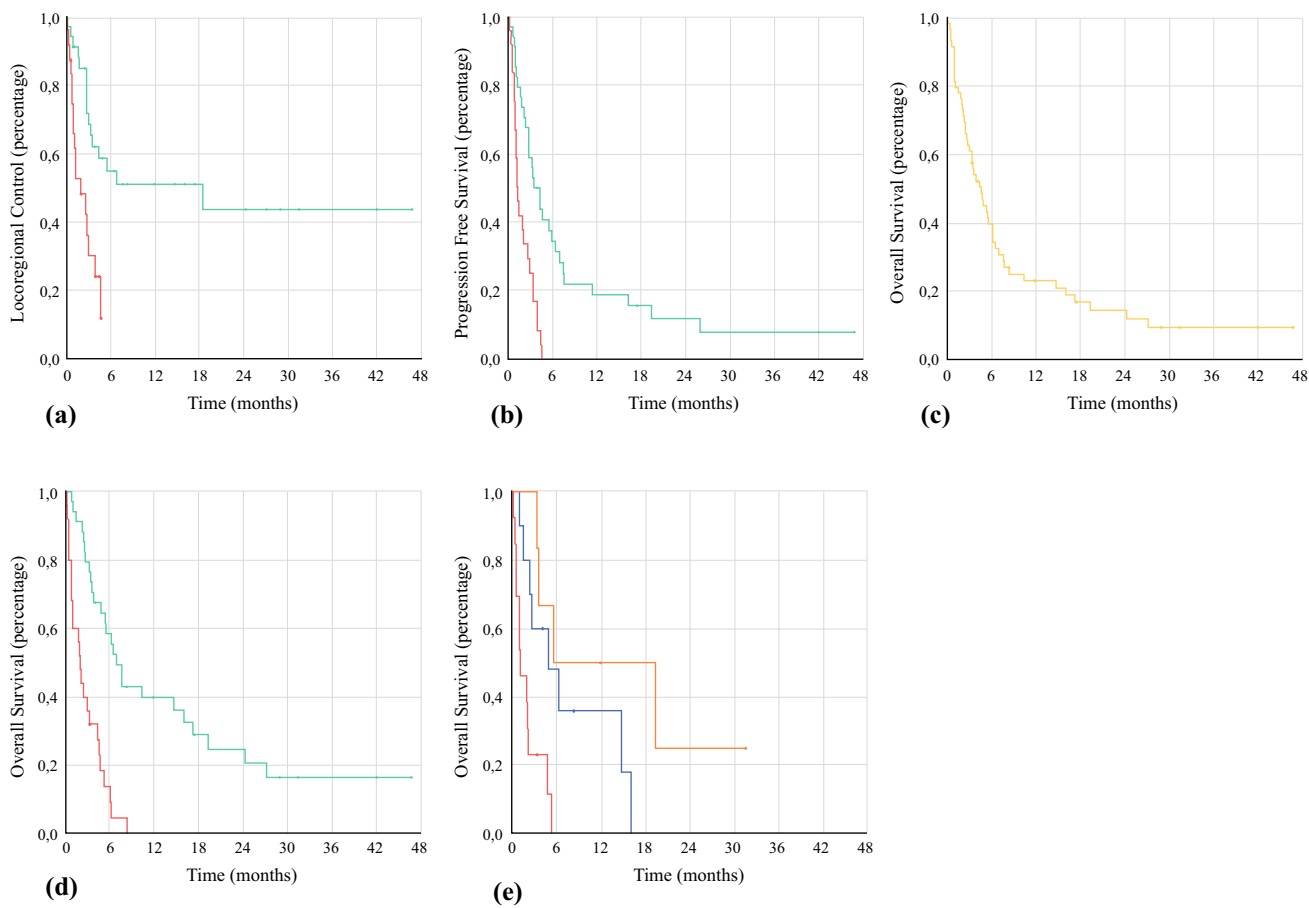 Locoregional Control (percentage)
1,0
0,8
0,6
0,4
0,2
0,0
0 6 12 18 24 30 36 42 48
Time (months)
(a)
Progression Free Survival (percentage)
1,0
0,8
0,6
0,4
0,2
0,0
0 6 12 18 24 30 36 42 48
Time (months)
(b)
Overall Survival (percentage)
1,0
0,8
0,6
0,4
0,2
0,0
0 6 12 18 24 30 36 42 48
Time (months)
(c)
Overall Survival (percentage)
1,0
0,8
0,6
0,4
0,2
0,0
0 6 12 18 24 30 36 42 48
Time (months)
(d)
Overall Survival (percentage)
1,0
0,8
0,6
0,4
0,2
0,0
0 6 12 18 24 30 36 42 48
Time (months)
(e)